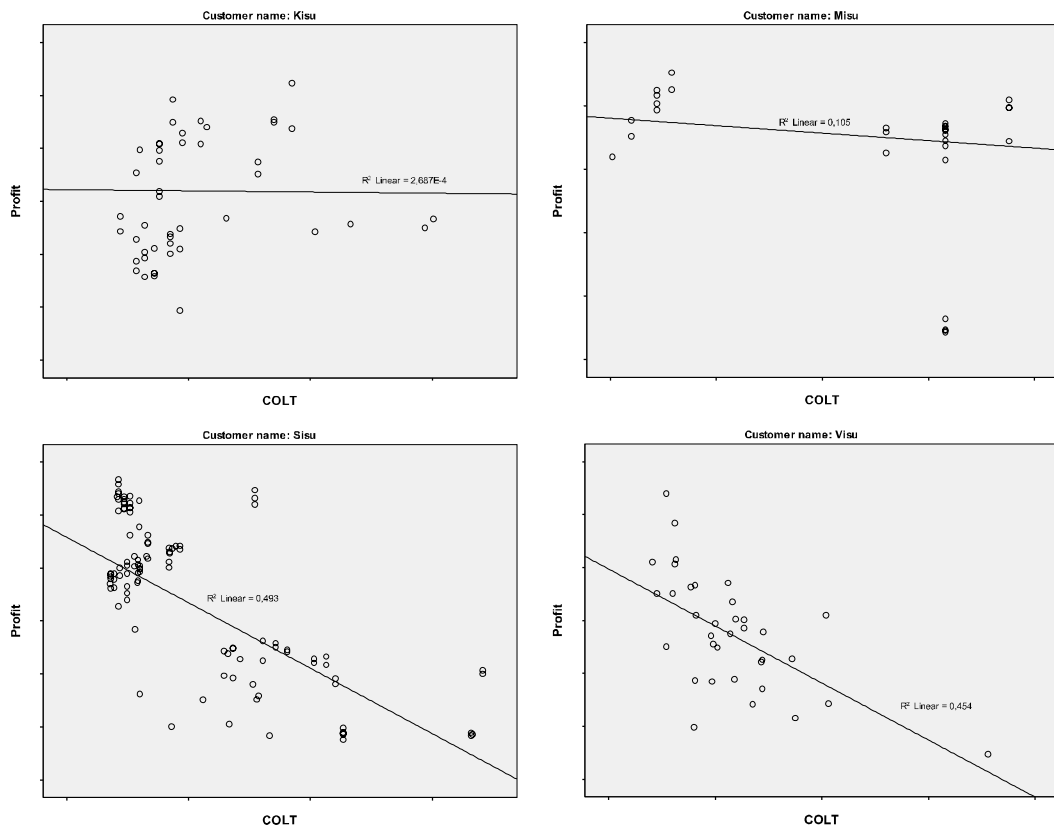 Customer name: Kisu
Profit
R² Linear = 2,687E-4
COLT
Customer name: Misu
Profit
R² Linear = 0,105
COLT
Customer name: Sisu
Profit
R² Linear = 0,493
COLT
Customer name: Visu
Profit
R² Linear = 0,454
COLT